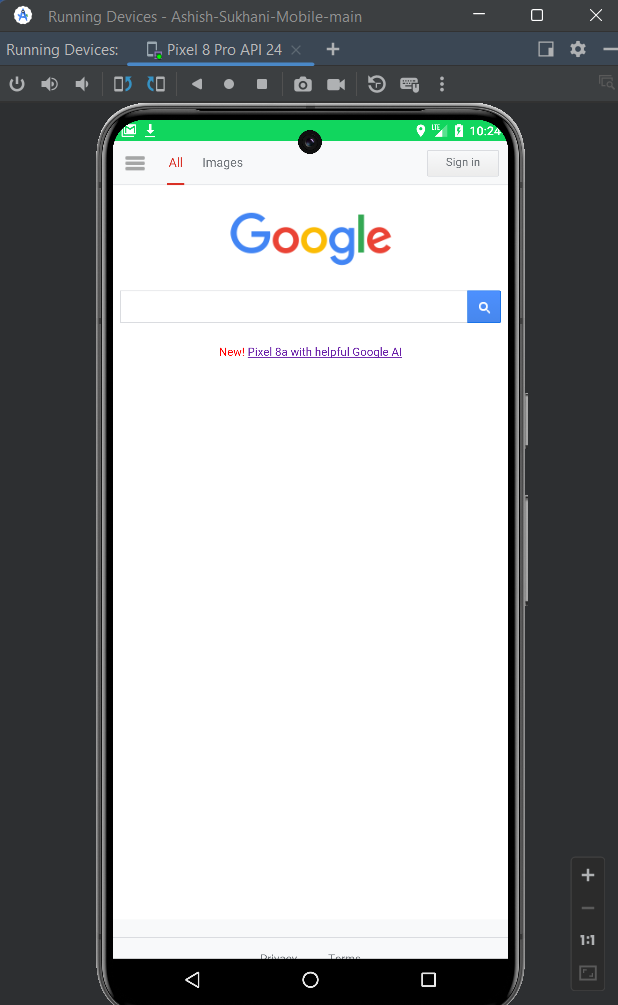 Running Devices - Ashish-Sukhani-Mobile-main
Running Devices: Pixel 8 Pro API 24
LTE 10:24
All Images Sign in
Google
New! Pixel 8a with helpful Google AI
Privacy Terms
1:1